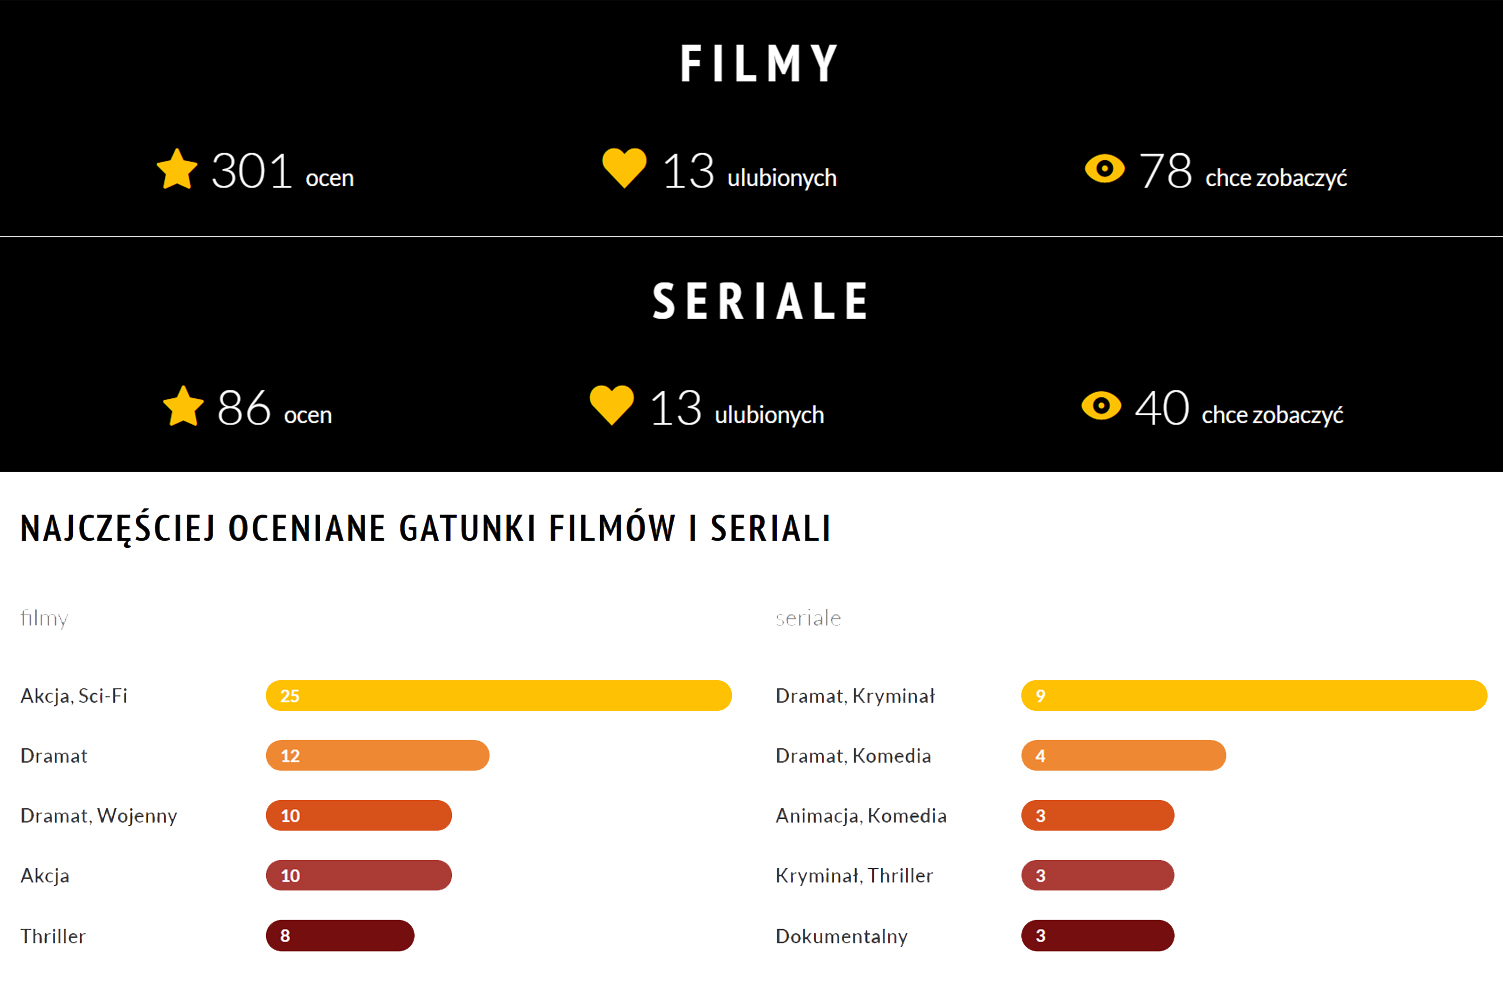 FILMY
301 ocen
13 ulubionych
78 chce zobaczyć
SERIALE
86 ocen
13 ulubionych
40 chce zobaczyć
NAJCZĘŚCIEJ OCENIANE GATUNKI FILMÓW I SERIALI
filmy
Akcja, Sci-Fi 25
Dramat 12
Dramat, Wojenny 10
Akcja 10
Thriller 8
seriale
Dramat, Kryminał 9
Dramat, Komedia 4
Animacja, Komedia 3
Kryminał, Thriller 3
Dokumentalny 3